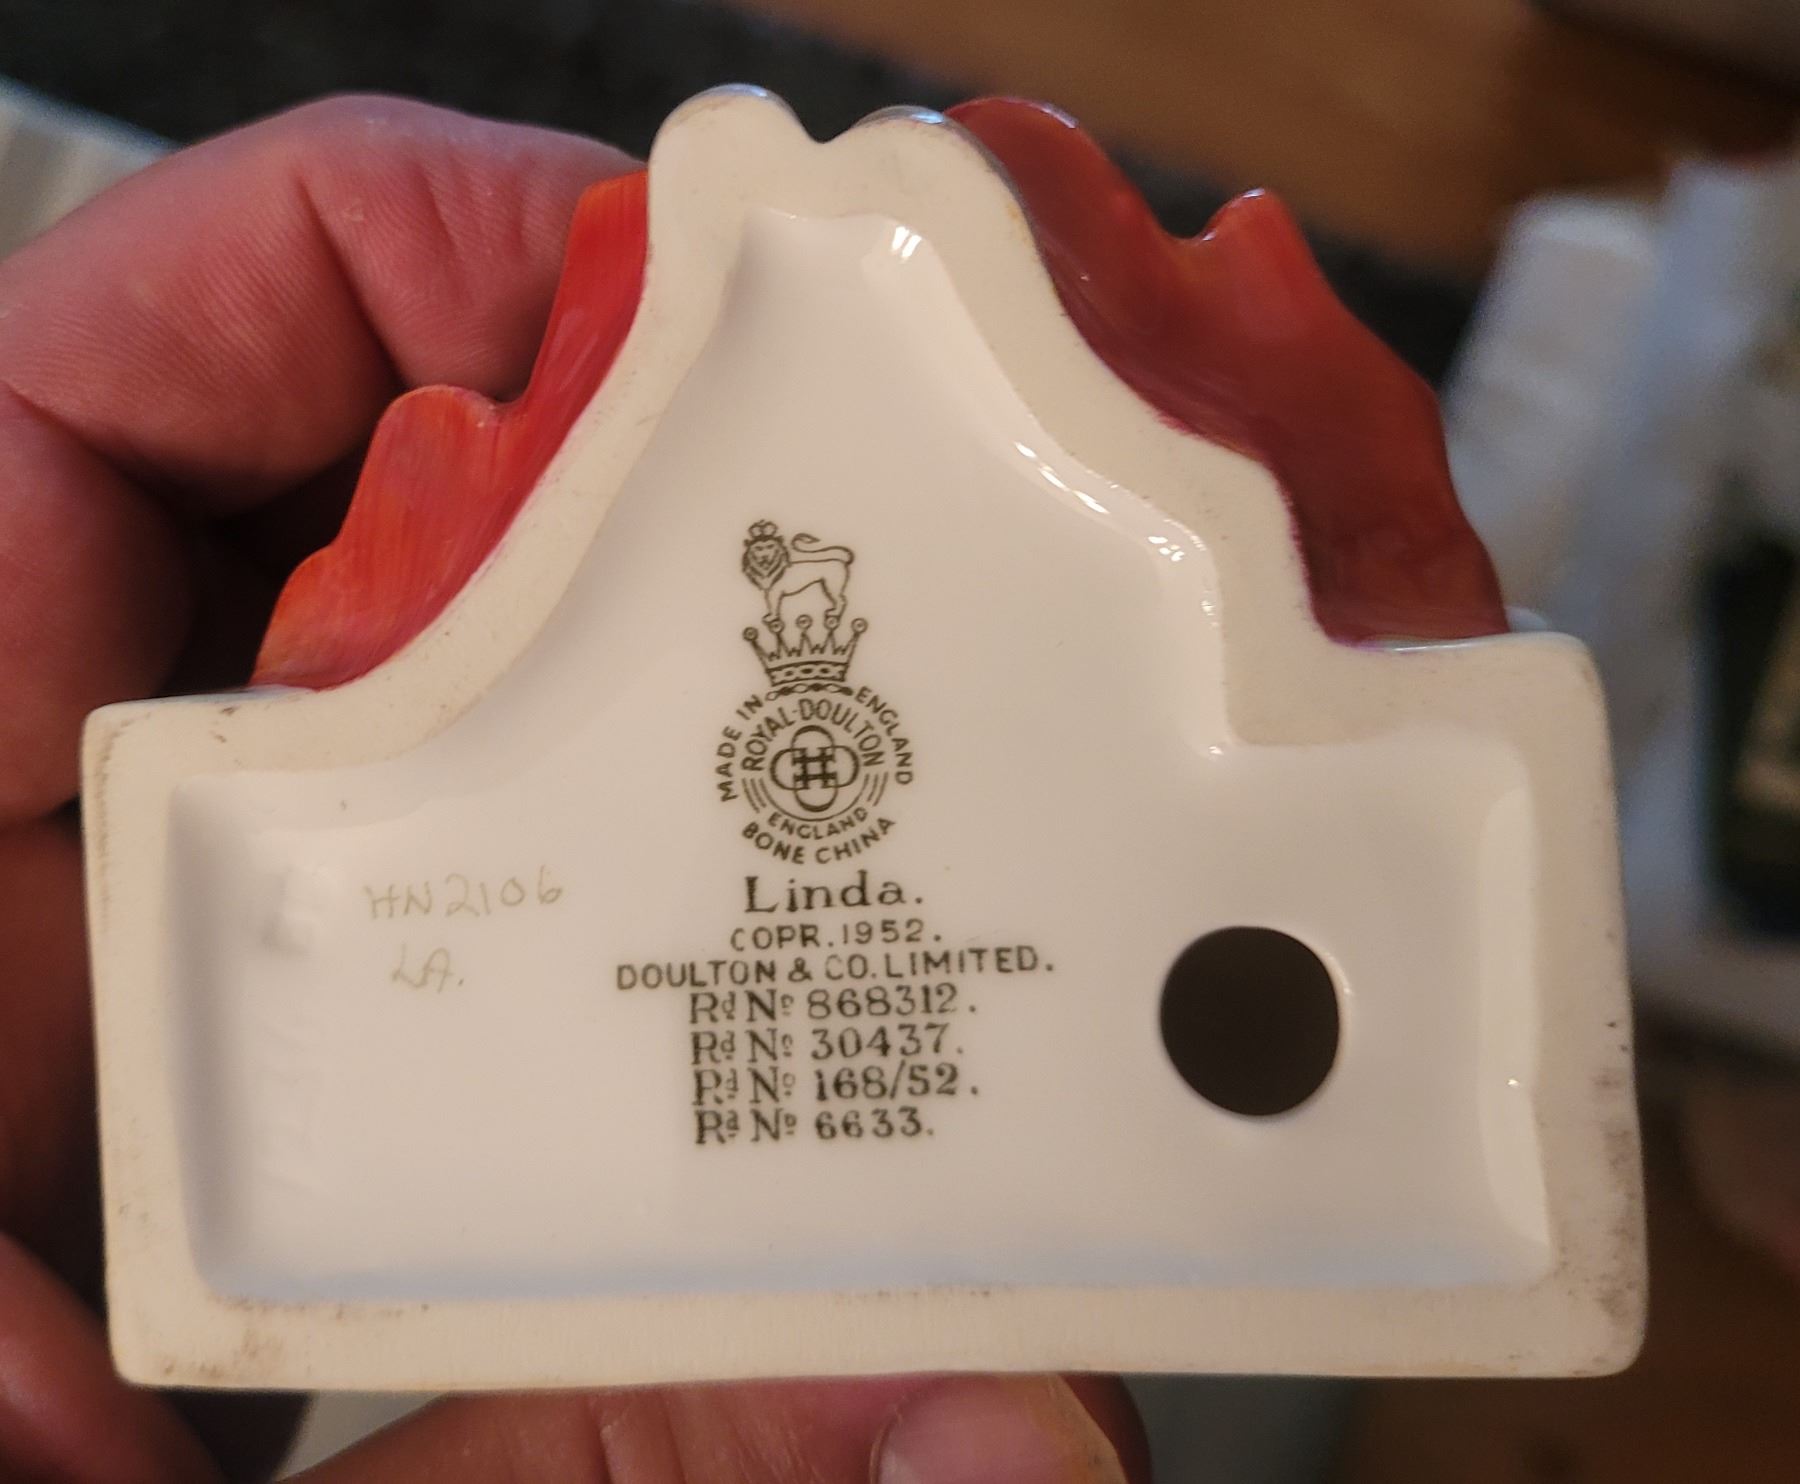 MADE IN ENGLAND
ROYAL·DOULTON
ENGLAND
BONE CHINA
Linda.
COPR.1952.
DOULTON & CO.LIMITED.
Rd No 868312.
Rd No 30437.
Rd No 168/52.
Rd No 6633.
HN2106
LA.